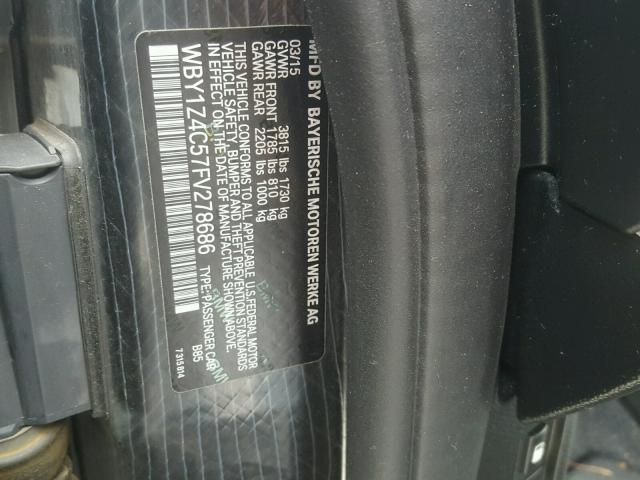 MFD BY BAYERISCHE MOTOREN WERKE AG
03/15
GVWR 3815 lbs 1730 kg
GAWR FRONT 1785 lbs 810 kg
GAWR REAR 2205 lbs 1000 kg
THIS VEHICLE CONFORMS TO ALL APPLICABLE U.S. FEDERAL MOTOR
VEHICLE SAFETY, BUMPER AND THEFT PREVENTION STANDARDS
IN EFFECT ON THE DATE OF MANUFACTURE SHOWN ABOVE.
WBY1Z4C57FV278686 TYPE: PASSENGER CAR
B85
7 315 814